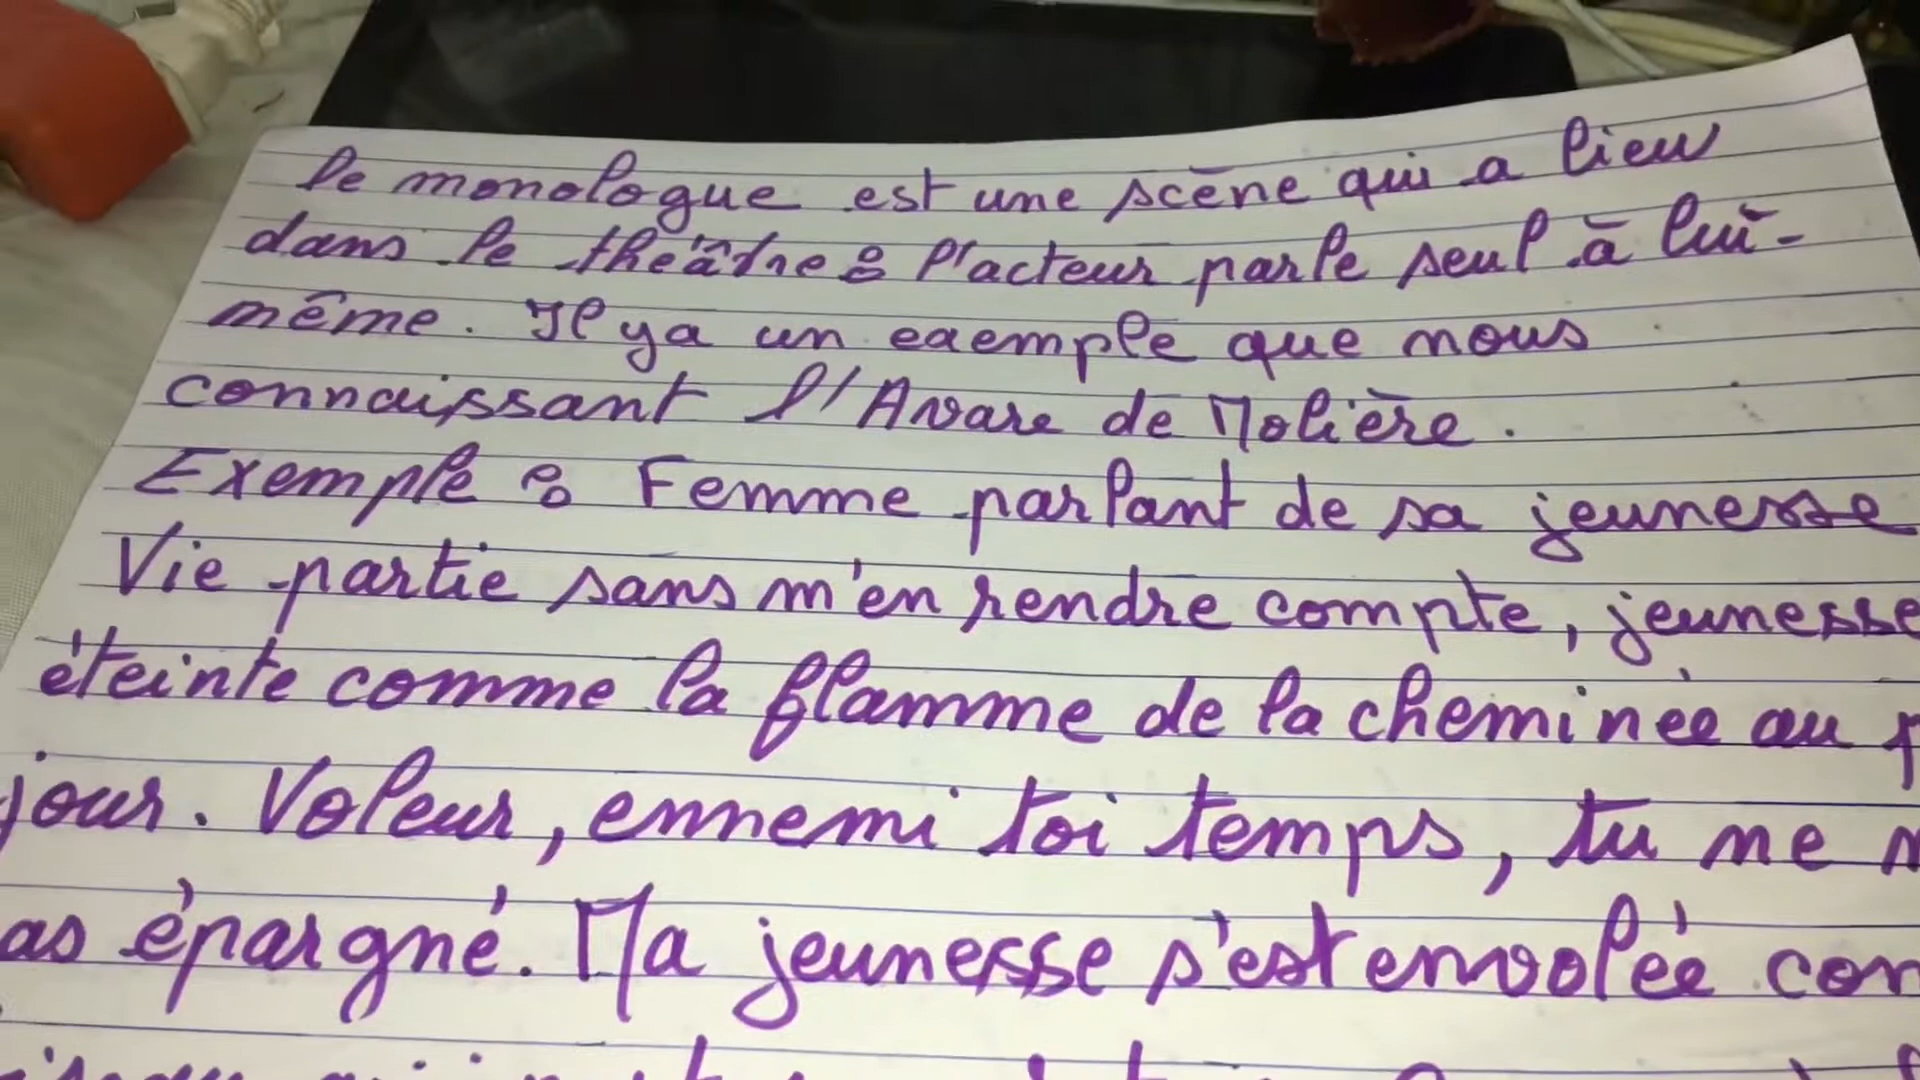 Le monologue est une scène qui a lieu
dans le théâtre : l'acteur parle seul à lui-
même. Il y a un exemple que nous
connaissant l'Avare de Molière.
Exemple : Femme parlant de sa jeunesse
Vie partie sans m'en rendre compte, jeunesse
éteinte comme la flamme de la cheminée au
jour. Voleur, ennemi toi temps, tu me
as épargné. Ma jeunesse s'est envolée